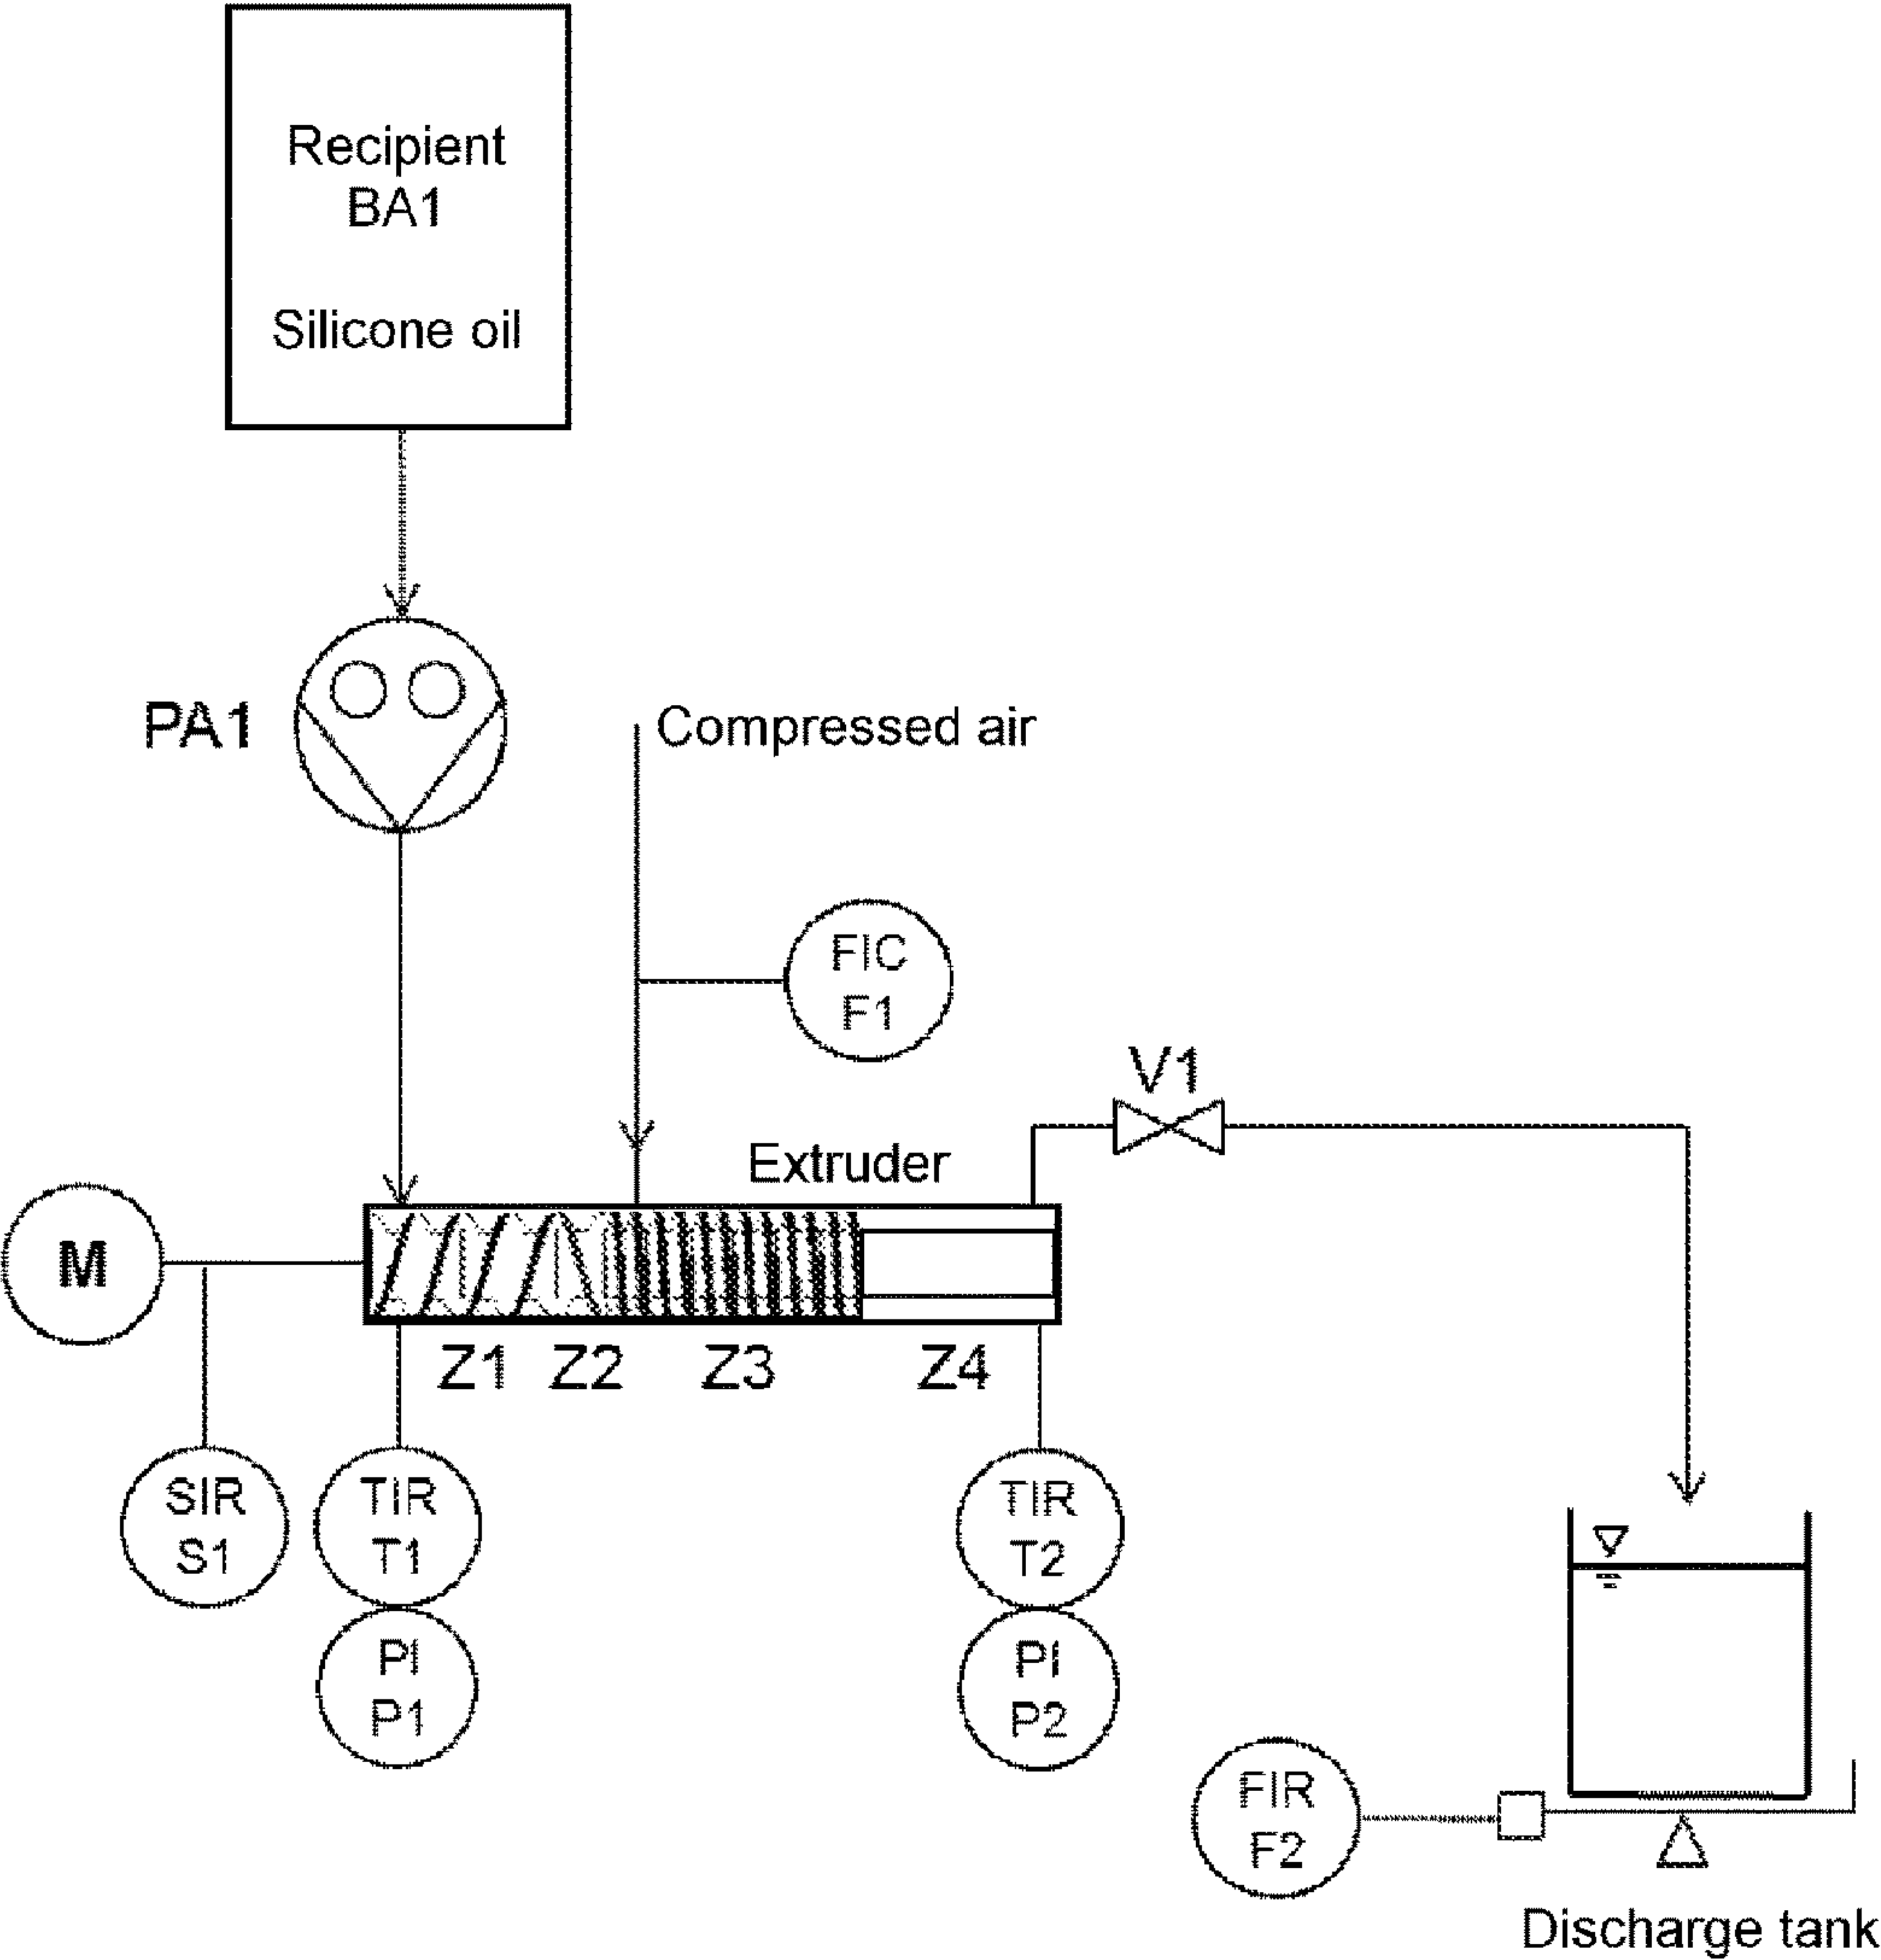 Recipient
BA1
Silicone oil
PA1
Compressed air
FIC
F1
V1
Extruder
M
Z1 Z2 Z3 Z4
SIR
S1
TIR
T1
TIR
T2
PI
P1
PI
P2
FIR
F2
Discharge tank